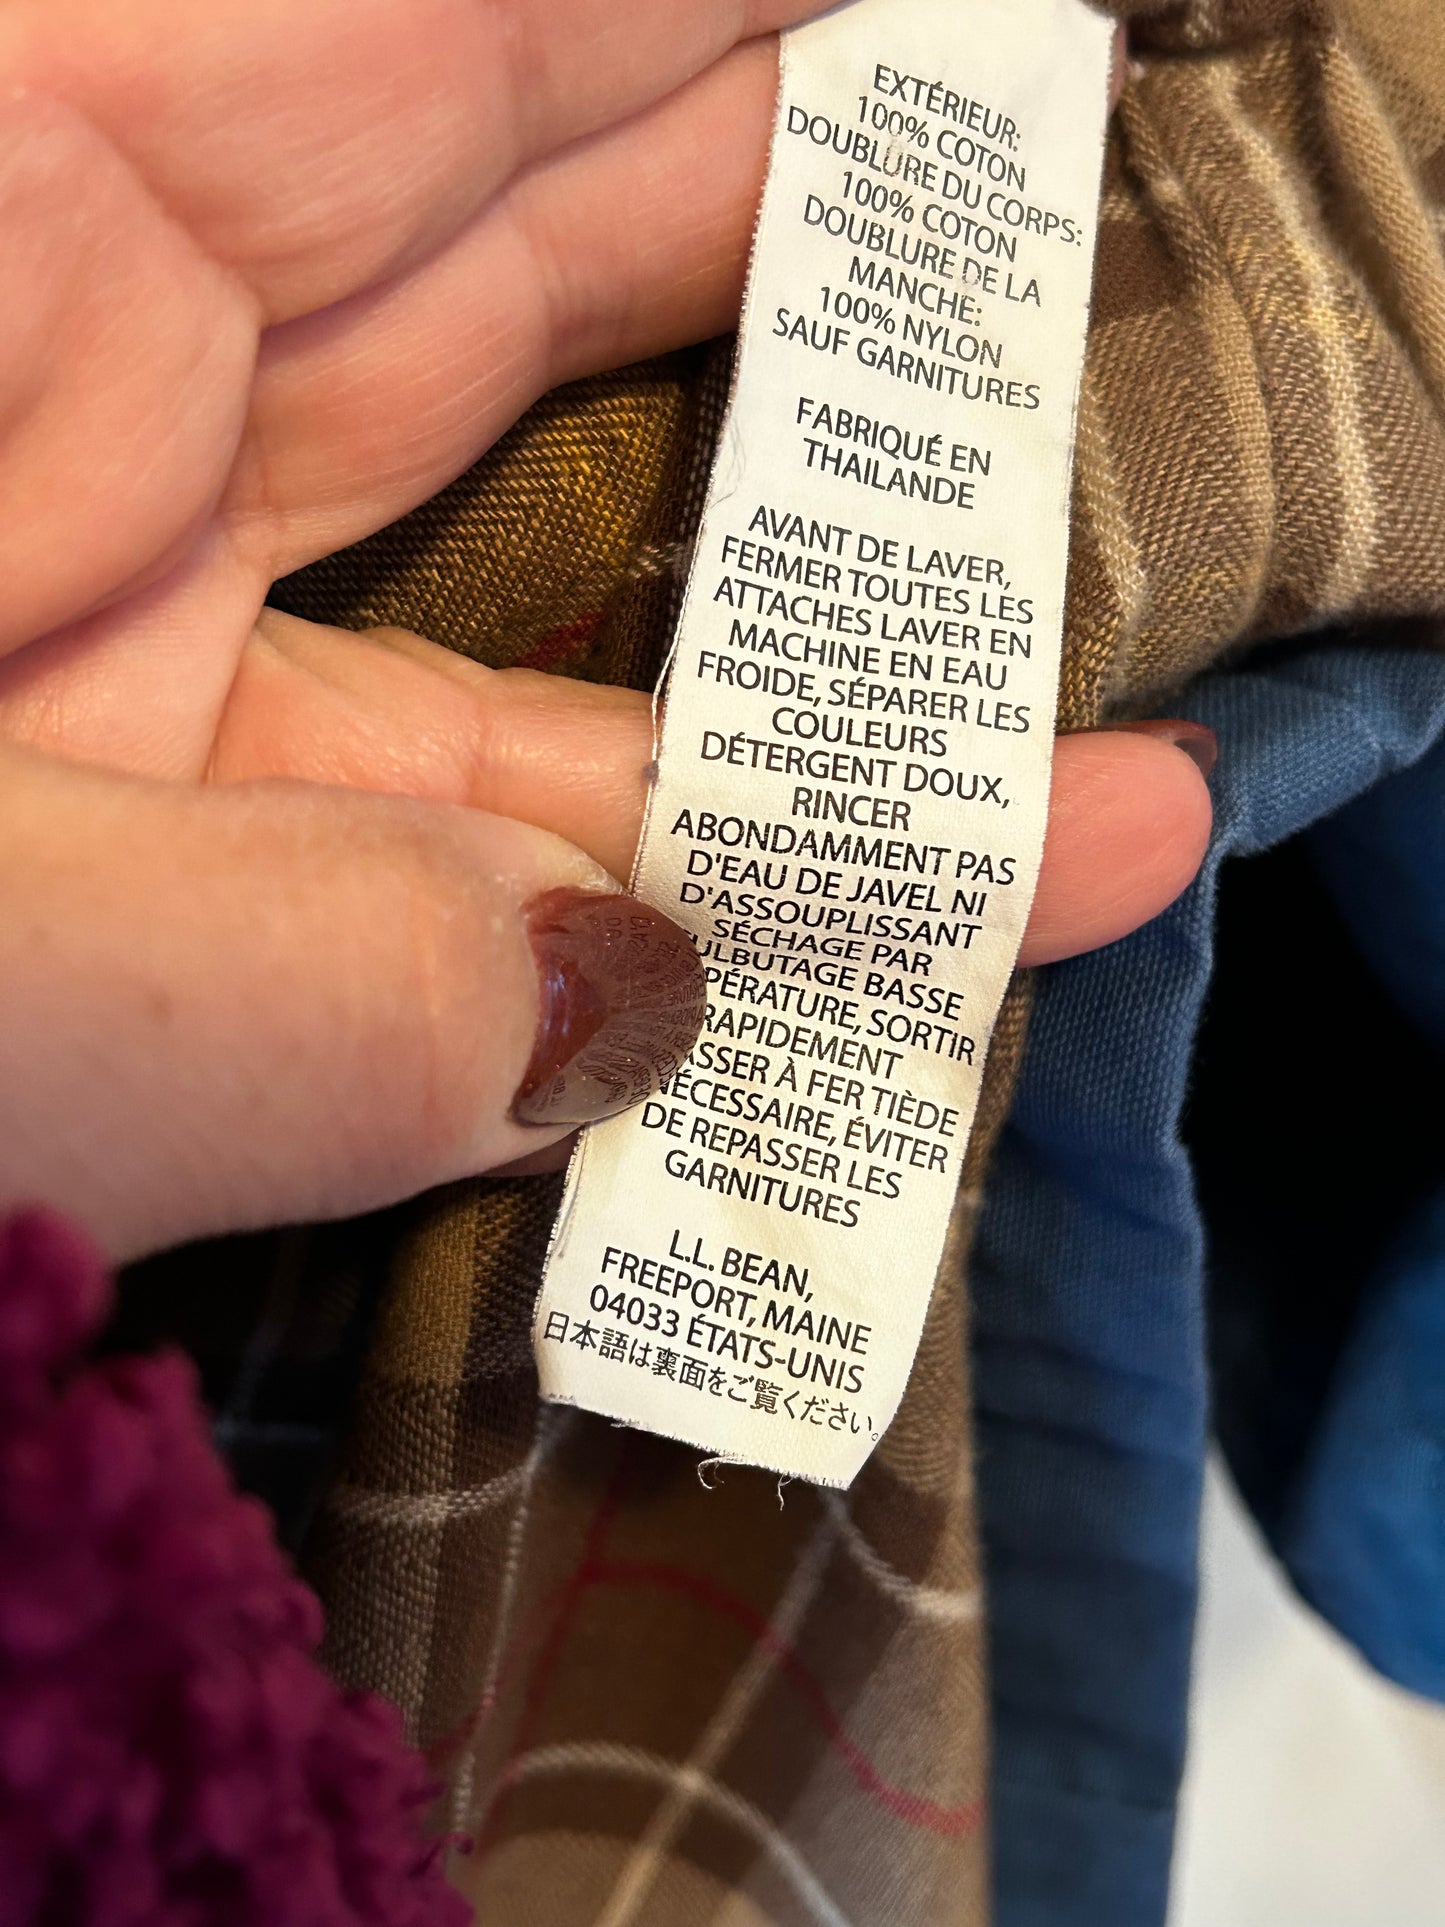 EXTÉRIEUR:
100% COTON
DOUBLURE DU CORPS:
100% COTON
DOUBLURE DE LA
MANCHE:
100% NYLON
SAUF GARNITURES
FABRIQUÉ EN
THAILANDE
AVANT DE LAVER,
FERMER TOUTES LES
ATTACHES LAVER EN
MACHINE EN EAU
FROIDE, SÉPARER LES
COULEURS
DÉTERGENT DOUX,
RINCER
ABONDAMMENT PAS
D'EAU DE JAVEL NI
D'ASSOUPLISSANT
SÉCHAGE PAR
BASSE
SORTIR
RAPIDEMENT
À FER TIÈDE
NÉCESSAIRE, ÉVITER
DE REPASSER LES
GARNITURES
L.L. BEAN,
FREEPORT, MAINE
04033 ÉTATS-UNIS
日本語は裏面をご覧ください。